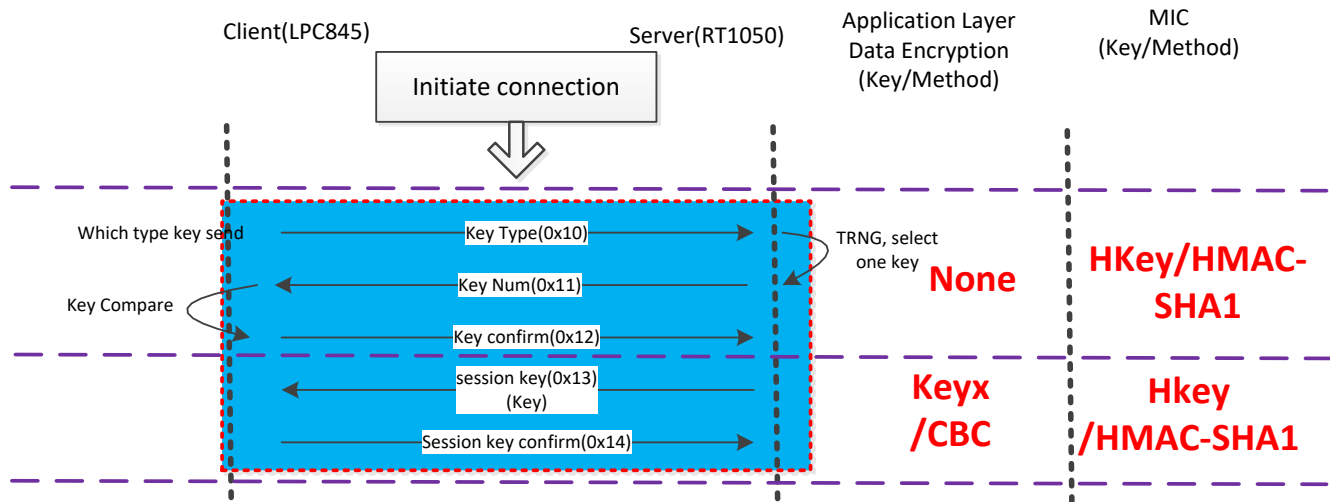 Client(LPC845)
Server(RT1050)
Application Layer
Data Encryption
(Key/Method)
MIC
(Key/Method)
Initiate connection
Which type key send
Key Type(0x10)
TRNG, select
one key
None
HKey/HMAC-
SHA1
Key Num(0x11)
Key Compare
Key confirm(0x12)
session key(0x13)
(Key)
Keyx
/CBC
Hkey
/HMAC-SHA1
Session key confirm(0x14)